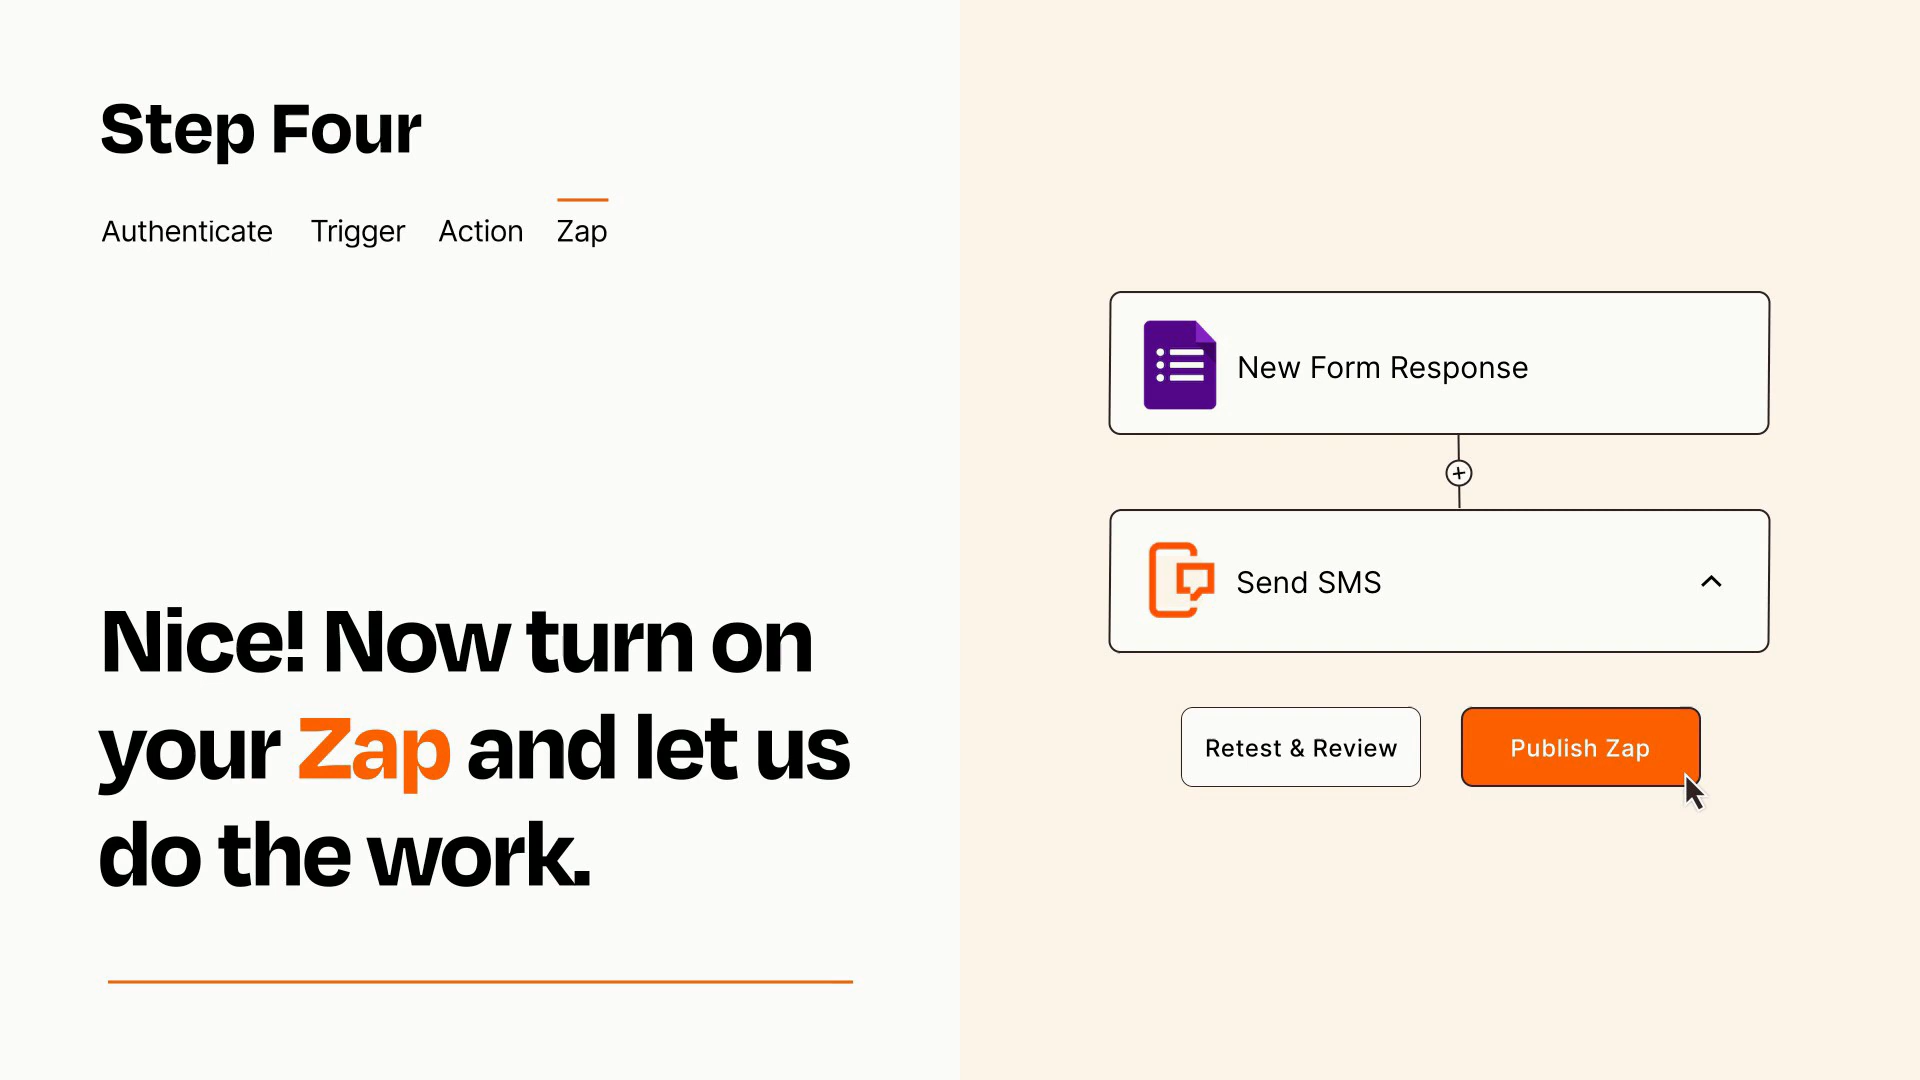 Step Four
Authenticate Trigger Action Zap
Nice! Now turn on
your Zap and let us
do the work.
New Form Response
Send SMS
Retest & Review
Publish Zap